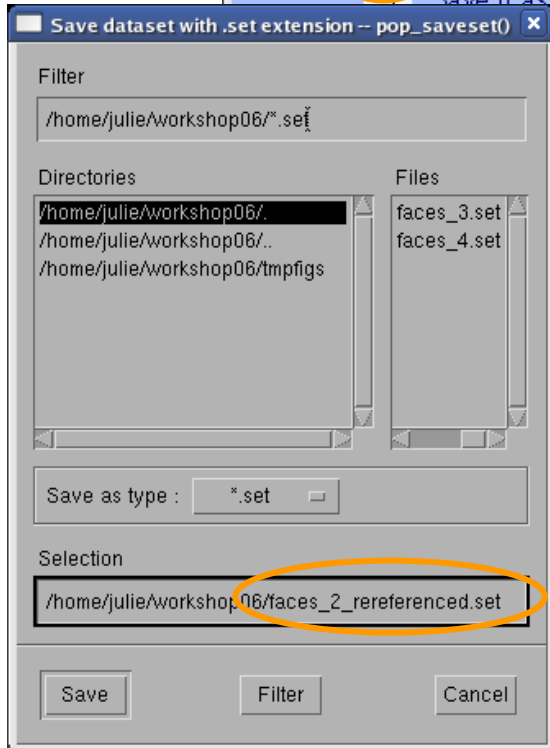 Save dataset with .set extension -- pop_saveset()
Filter
/home/julie/workshop06/*.set
Directories
Files
/home/julie/workshop06/.
/home/julie/workshop06/..
/home/julie/workshop06/tmpfigs
faces_3.set
faces_4.set
Save as type :
*.set
Selection
/home/julie/workshop06/faces_2_rereferenced.set
Save
Filter
Cancel